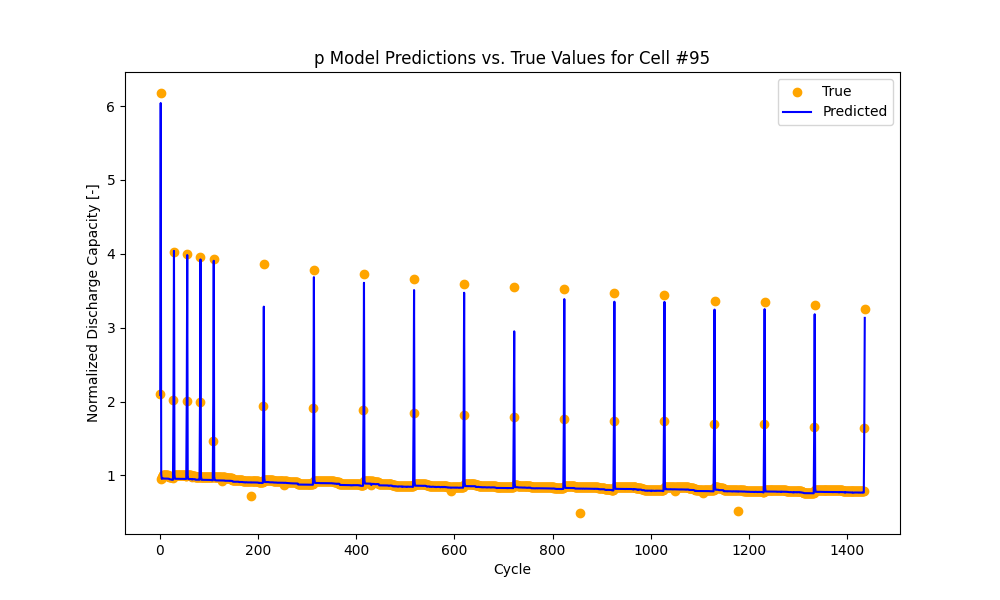 p Model Predictions vs. True Values for Cell #95
True
Predicted
Normalized Discharge Capacity [-]
6
5
4
3
2
1
0
200
400
600
800
1000
1200
1400
Cycle